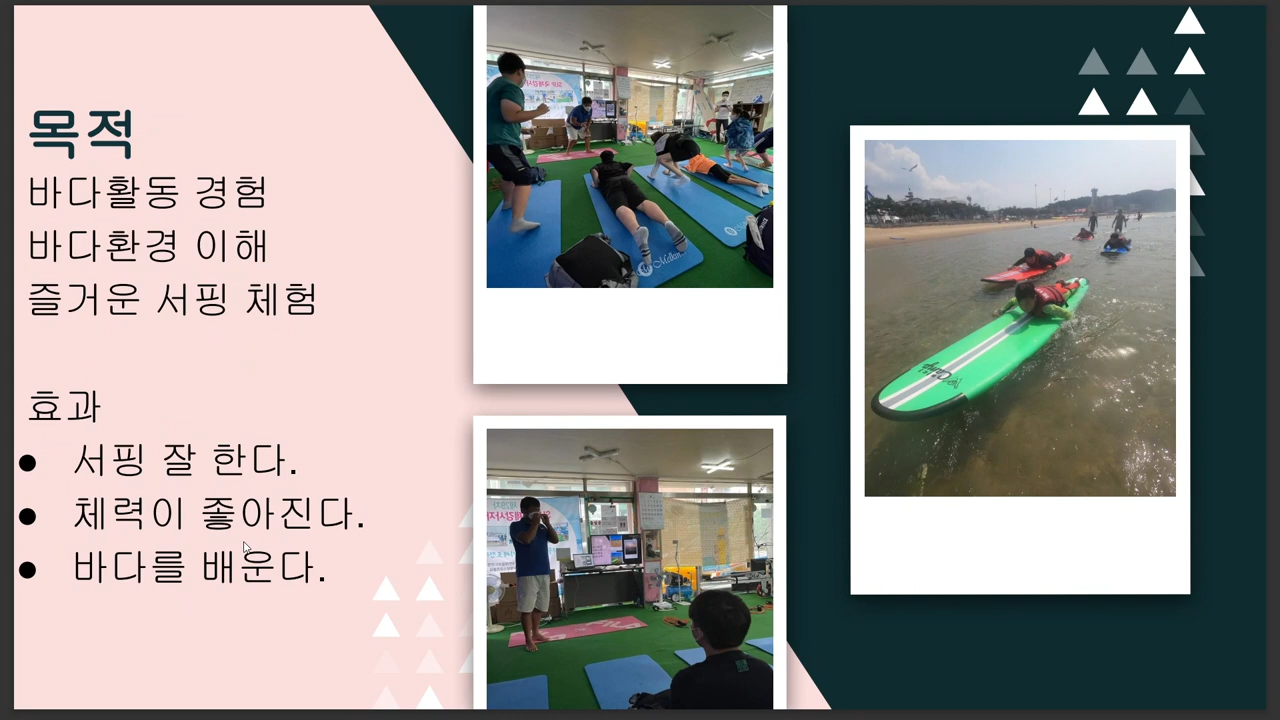 목적
바다활동 경험
바다환경 이해
즐거운 서핑 체험
효과
● 서핑 잘 한다.
● 체력이 좋아진다.
● 바다를 배운다.
Camp